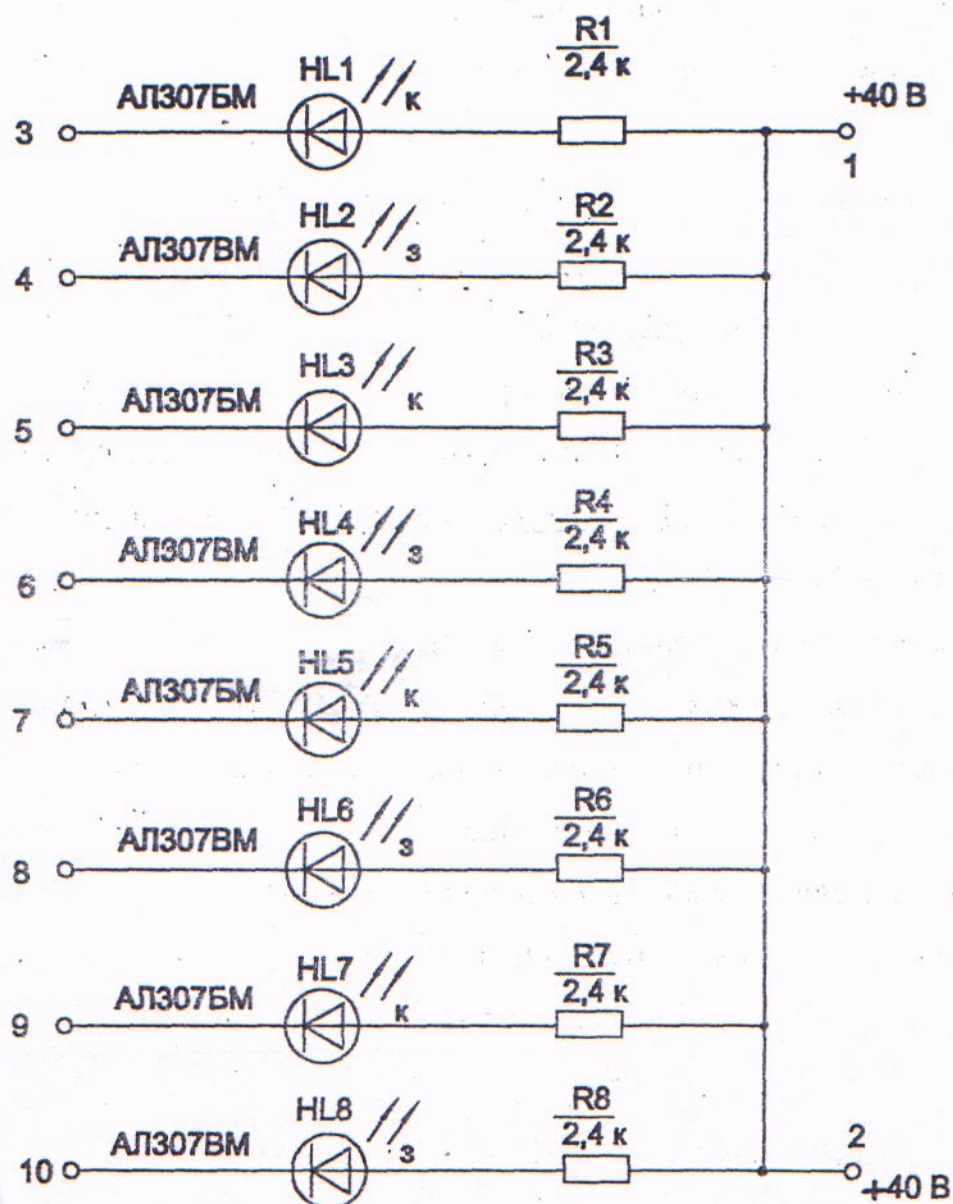 R1
2,4 к
HL1
к
АЛ307БМ
+40 В
3
1
R2
2,4 к
HL2
з
АЛ307ВМ
4
R3
2,4 к
HL3
к
АЛ307БМ
5
R4
2,4 к
HL4
з
АЛ307ВМ
6
R5
2,4 к
HL5
к
АЛ307БМ
7
R6
2,4 к
HL6
з
АЛ307ВМ
8
R7
2,4 к
HL7
к
АЛ307БМ
9
R8
2,4 к
HL8
з
АЛ307ВМ
2
10
+40 В